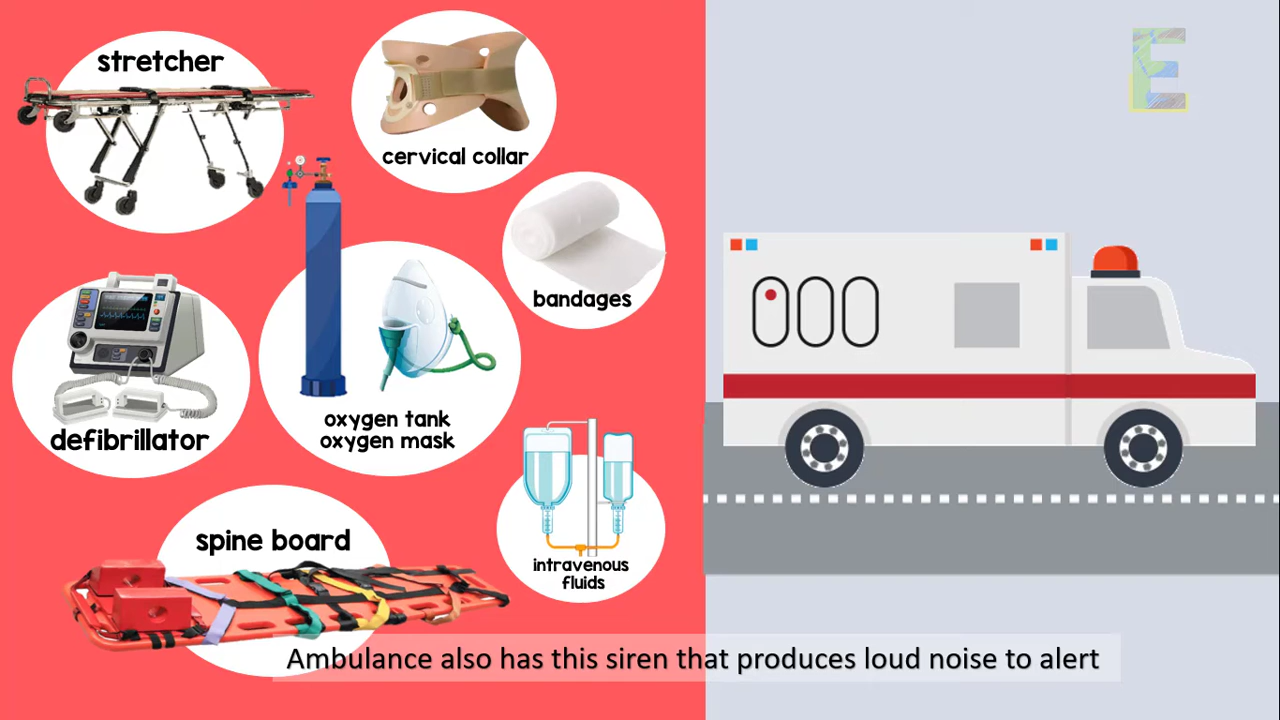 stretcher
cervical collar
bandages
defibrillator
oxygen tank
oxygen mask
spine board
intravenous
fluids
E
Ambulance also has this siren that produces loud noise to alert